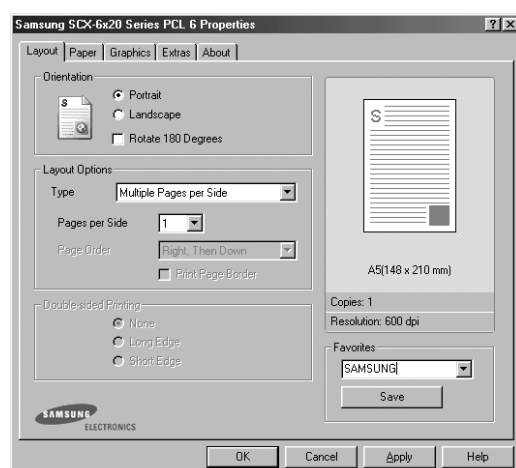 Samsung SCX-6x20 Series PCL 6 Properties
Layout Paper Graphics Extras About
Orientation
S
Portrait
Landscape
Rotate 180 Degrees
Layout Options
Type Multiple Pages per Side
Pages per Side 1
Page Order Right, Then Down
Print Page Border
Double-sided Printing
None
Long Edge
Short Edge
SAMSUNG
ELECTRONICS
S
A5(148 x 210 mm)
Copies: 1
Resolution: 600 dpi
Favorites
SAMSUNG
Save
OK Cancel Apply Help